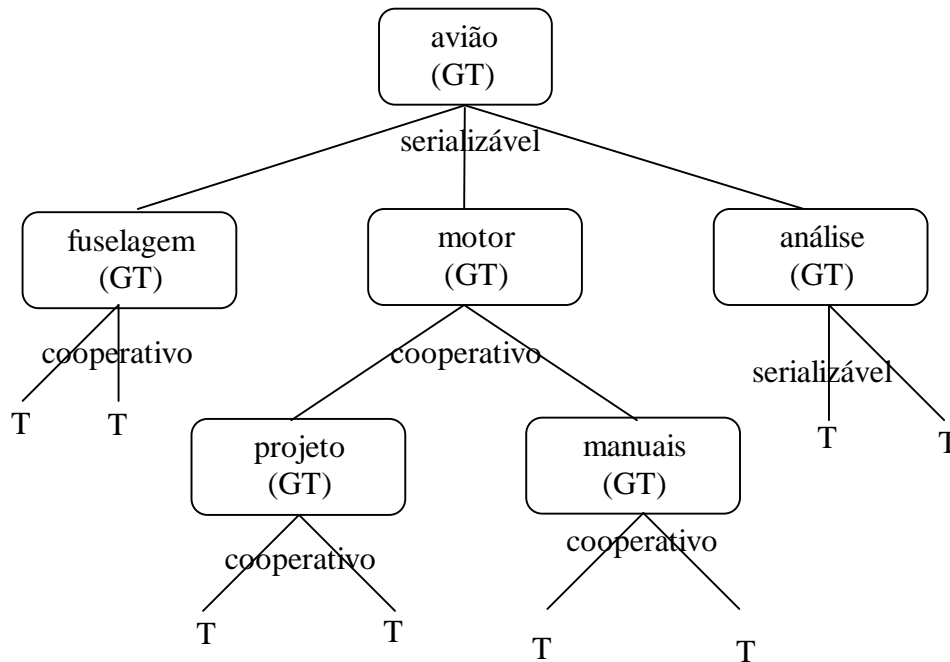 avião
(GT)
serializável
fuselagem
(GT)
motor
(GT)
análise
(GT)
cooperativo
cooperativo
serializável
T
T
T
T
projeto
(GT)
manuais
(GT)
cooperativo
cooperativo
T
T
T
T